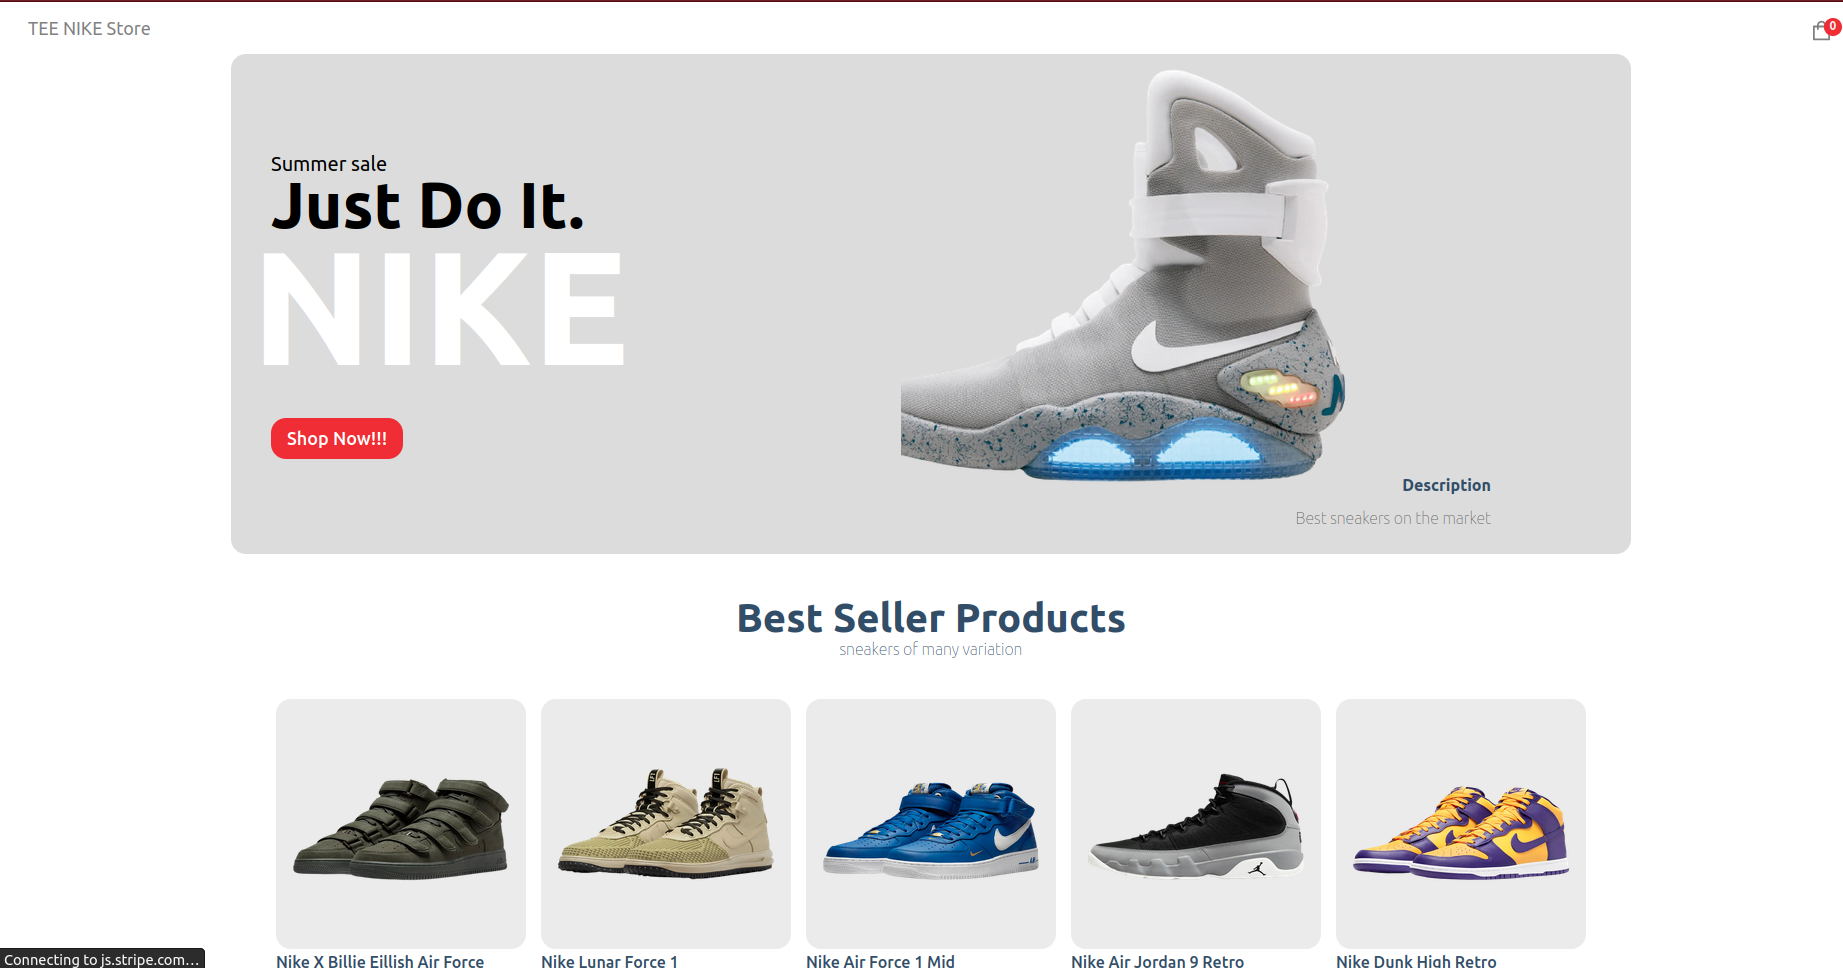 TEE NIKE Store
0
Summer sale
Just Do It.
NIKE
Shop Now!!!
Description
Best sneakers on the market
Best Seller Products
sneakers of many variation
Nike X Billie Eillish Air Force
Nike Lunar Force 1
Nike Air Force 1 Mid
Nike Air Jordan 9 Retro
Nike Dunk High Retro
Connecting to js.stripe.com...